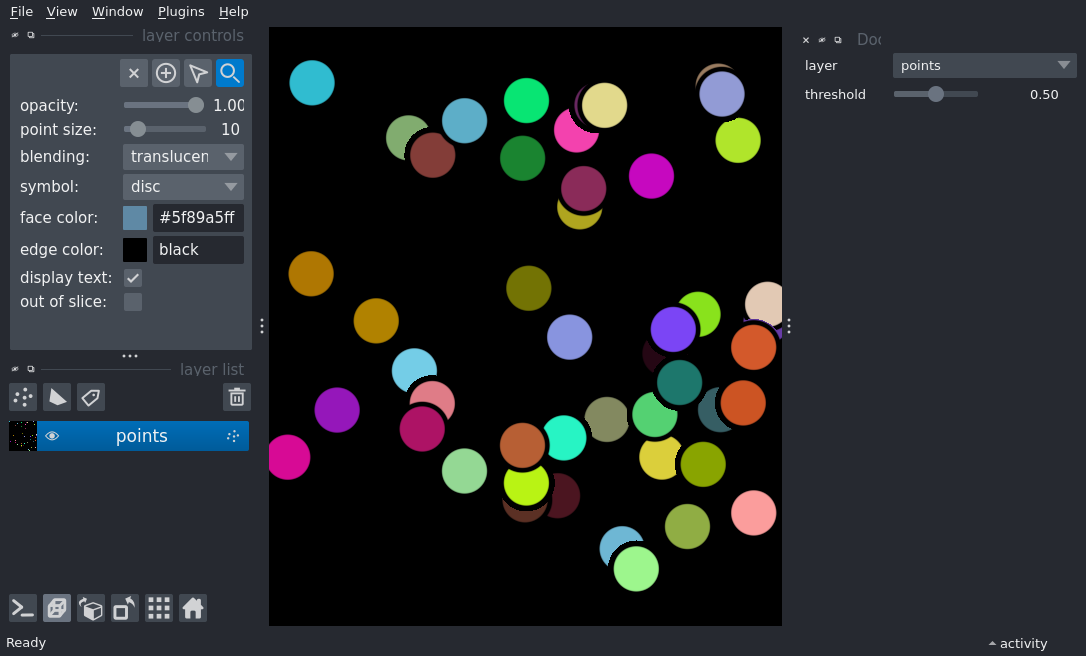 File View Window Plugins Help
layer controls
opacity: 1.00
point size: 10
blending: translucen
symbol: disc
face color: #5f89a5ff
edge color: black
display text:
out of slice:
layer list
points
Ready
Doc
layer points
threshold 0.50
activity